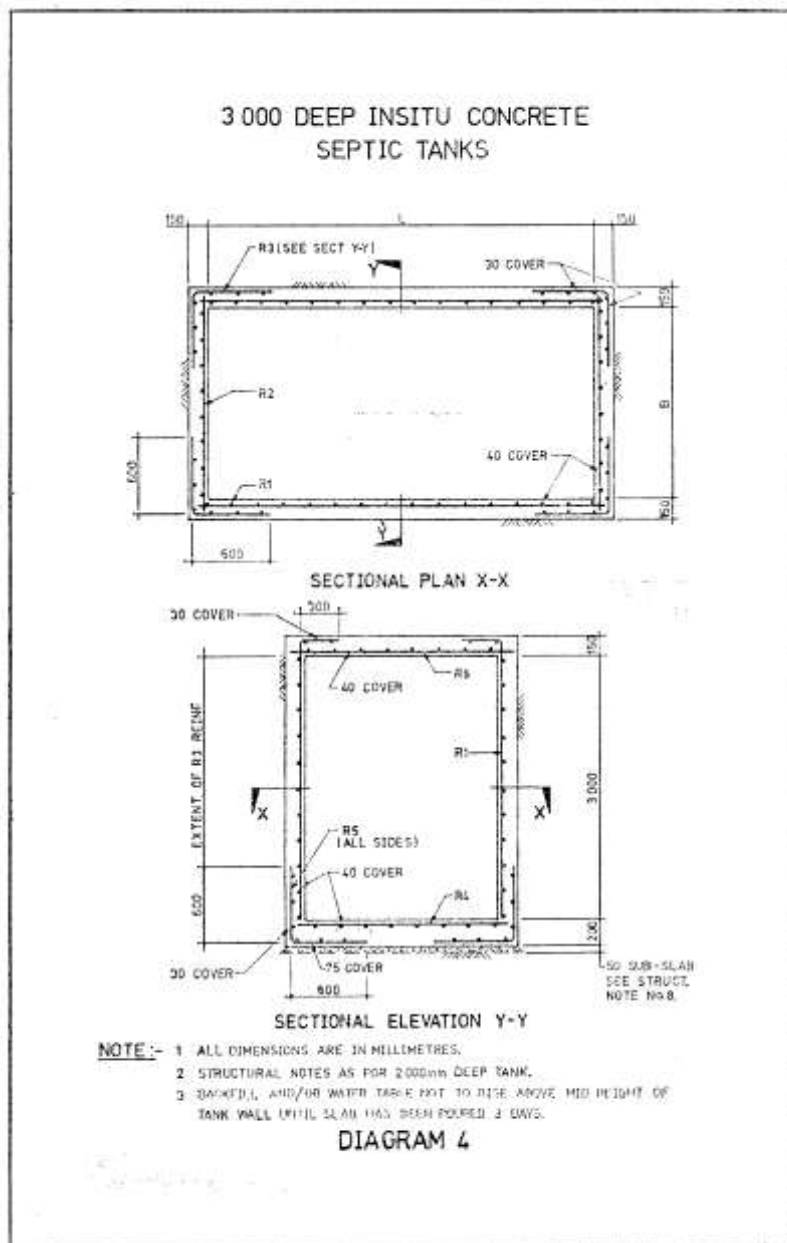 3 000 DEEP INSITU CONCRETE
SEPTIC TANKS
150
L
150
R3 (SEE SECT Y-Y)
Y
30 COVER
150
R2
B
600
R1
40 COVER
150
Y
600
SECTIONAL PLAN X-X
30 COVER
300
150
40 COVER
R6
EXTENT OF R3 REINF
3 000
X
X
R5
(ALL SIDES)
40 COVER
R4
600
200
30 COVER
75 COVER
600
50 SUB-SLAB
SEE STRUCT.
NOTE No 8.
SECTIONAL ELEVATION Y-Y
NOTE:- 1 ALL DIMENSIONS ARE IN MILLIMETRES.
2 STRUCTURAL NOTES AS FOR 2000mm DEEP TANK.
3 BACKFILL AND/OR WATER TABLE NOT TO RISE ABOVE MID HEIGHT OF
TANK WALL UNTIL SLAB HAS BEEN POURED 3 DAYS.
DIAGRAM 4